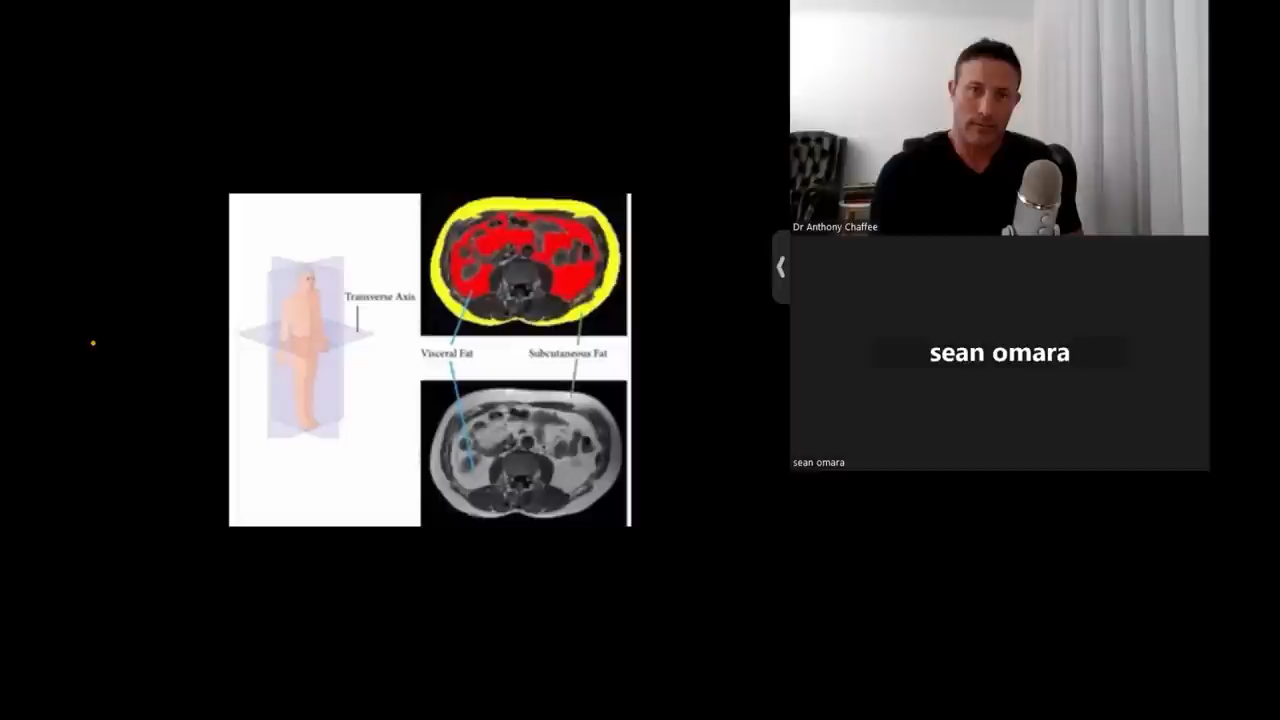 Transverse Axis
Visceral Fat
Subcutaneous Fat
Dr Anthony Chaffee
sean omara
sean omara